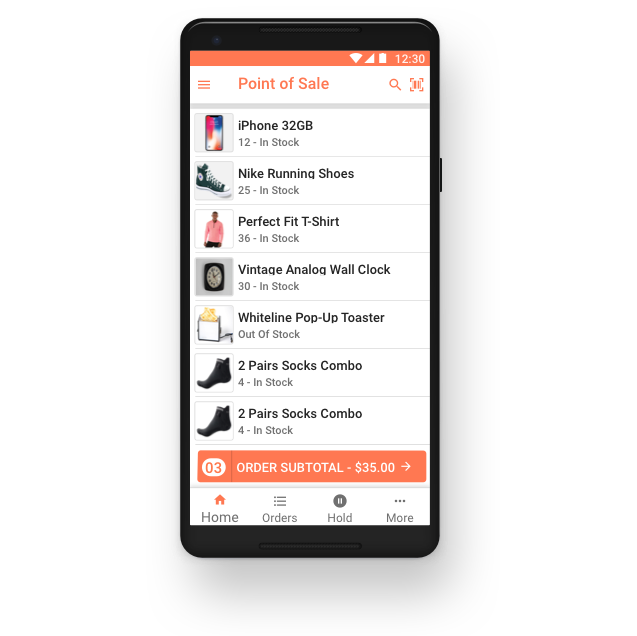 12:30
Point of Sale
iPhone 32GB
12 - In Stock
Nike Running Shoes
25 - In Stock
Perfect Fit T-Shirt
36 - In Stock
Vintage Analog Wall Clock
30 - In Stock
Whiteline Pop-Up Toaster
Out Of Stock
2 Pairs Socks Combo
4 - In Stock
2 Pairs Socks Combo
4 - In Stock
03 ORDER SUBTOTAL - $35.00
Home Orders Hold More